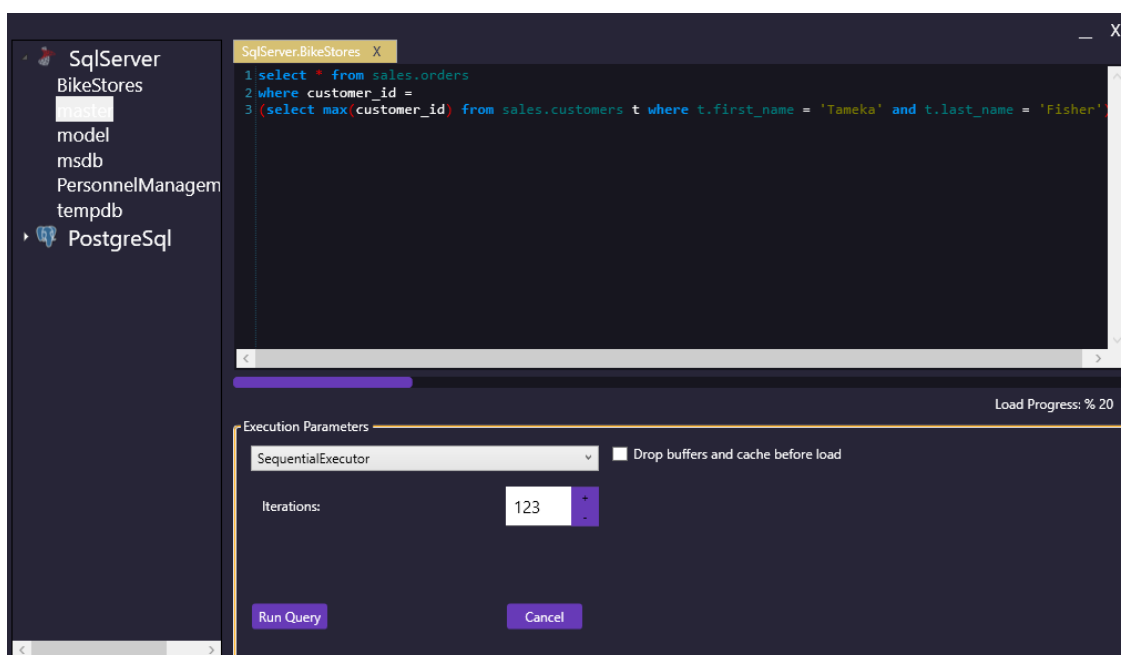 _ X
SqlServer
BikeStores
master
model
msdb
PersonnelManagem
tempdb
PostgreSql
SqlServer.BikeStores X
1 select * from sales.orders
2 where customer_id =
3 (select max(customer_id) from sales.customers t where t.first_name = 'Tameka' and t.last_name = 'Fisher')
Load Progress: % 20
Execution Parameters
SequentialExecutor
Drop buffers and cache before load
Iterations:
123
+
-
Run Query
Cancel